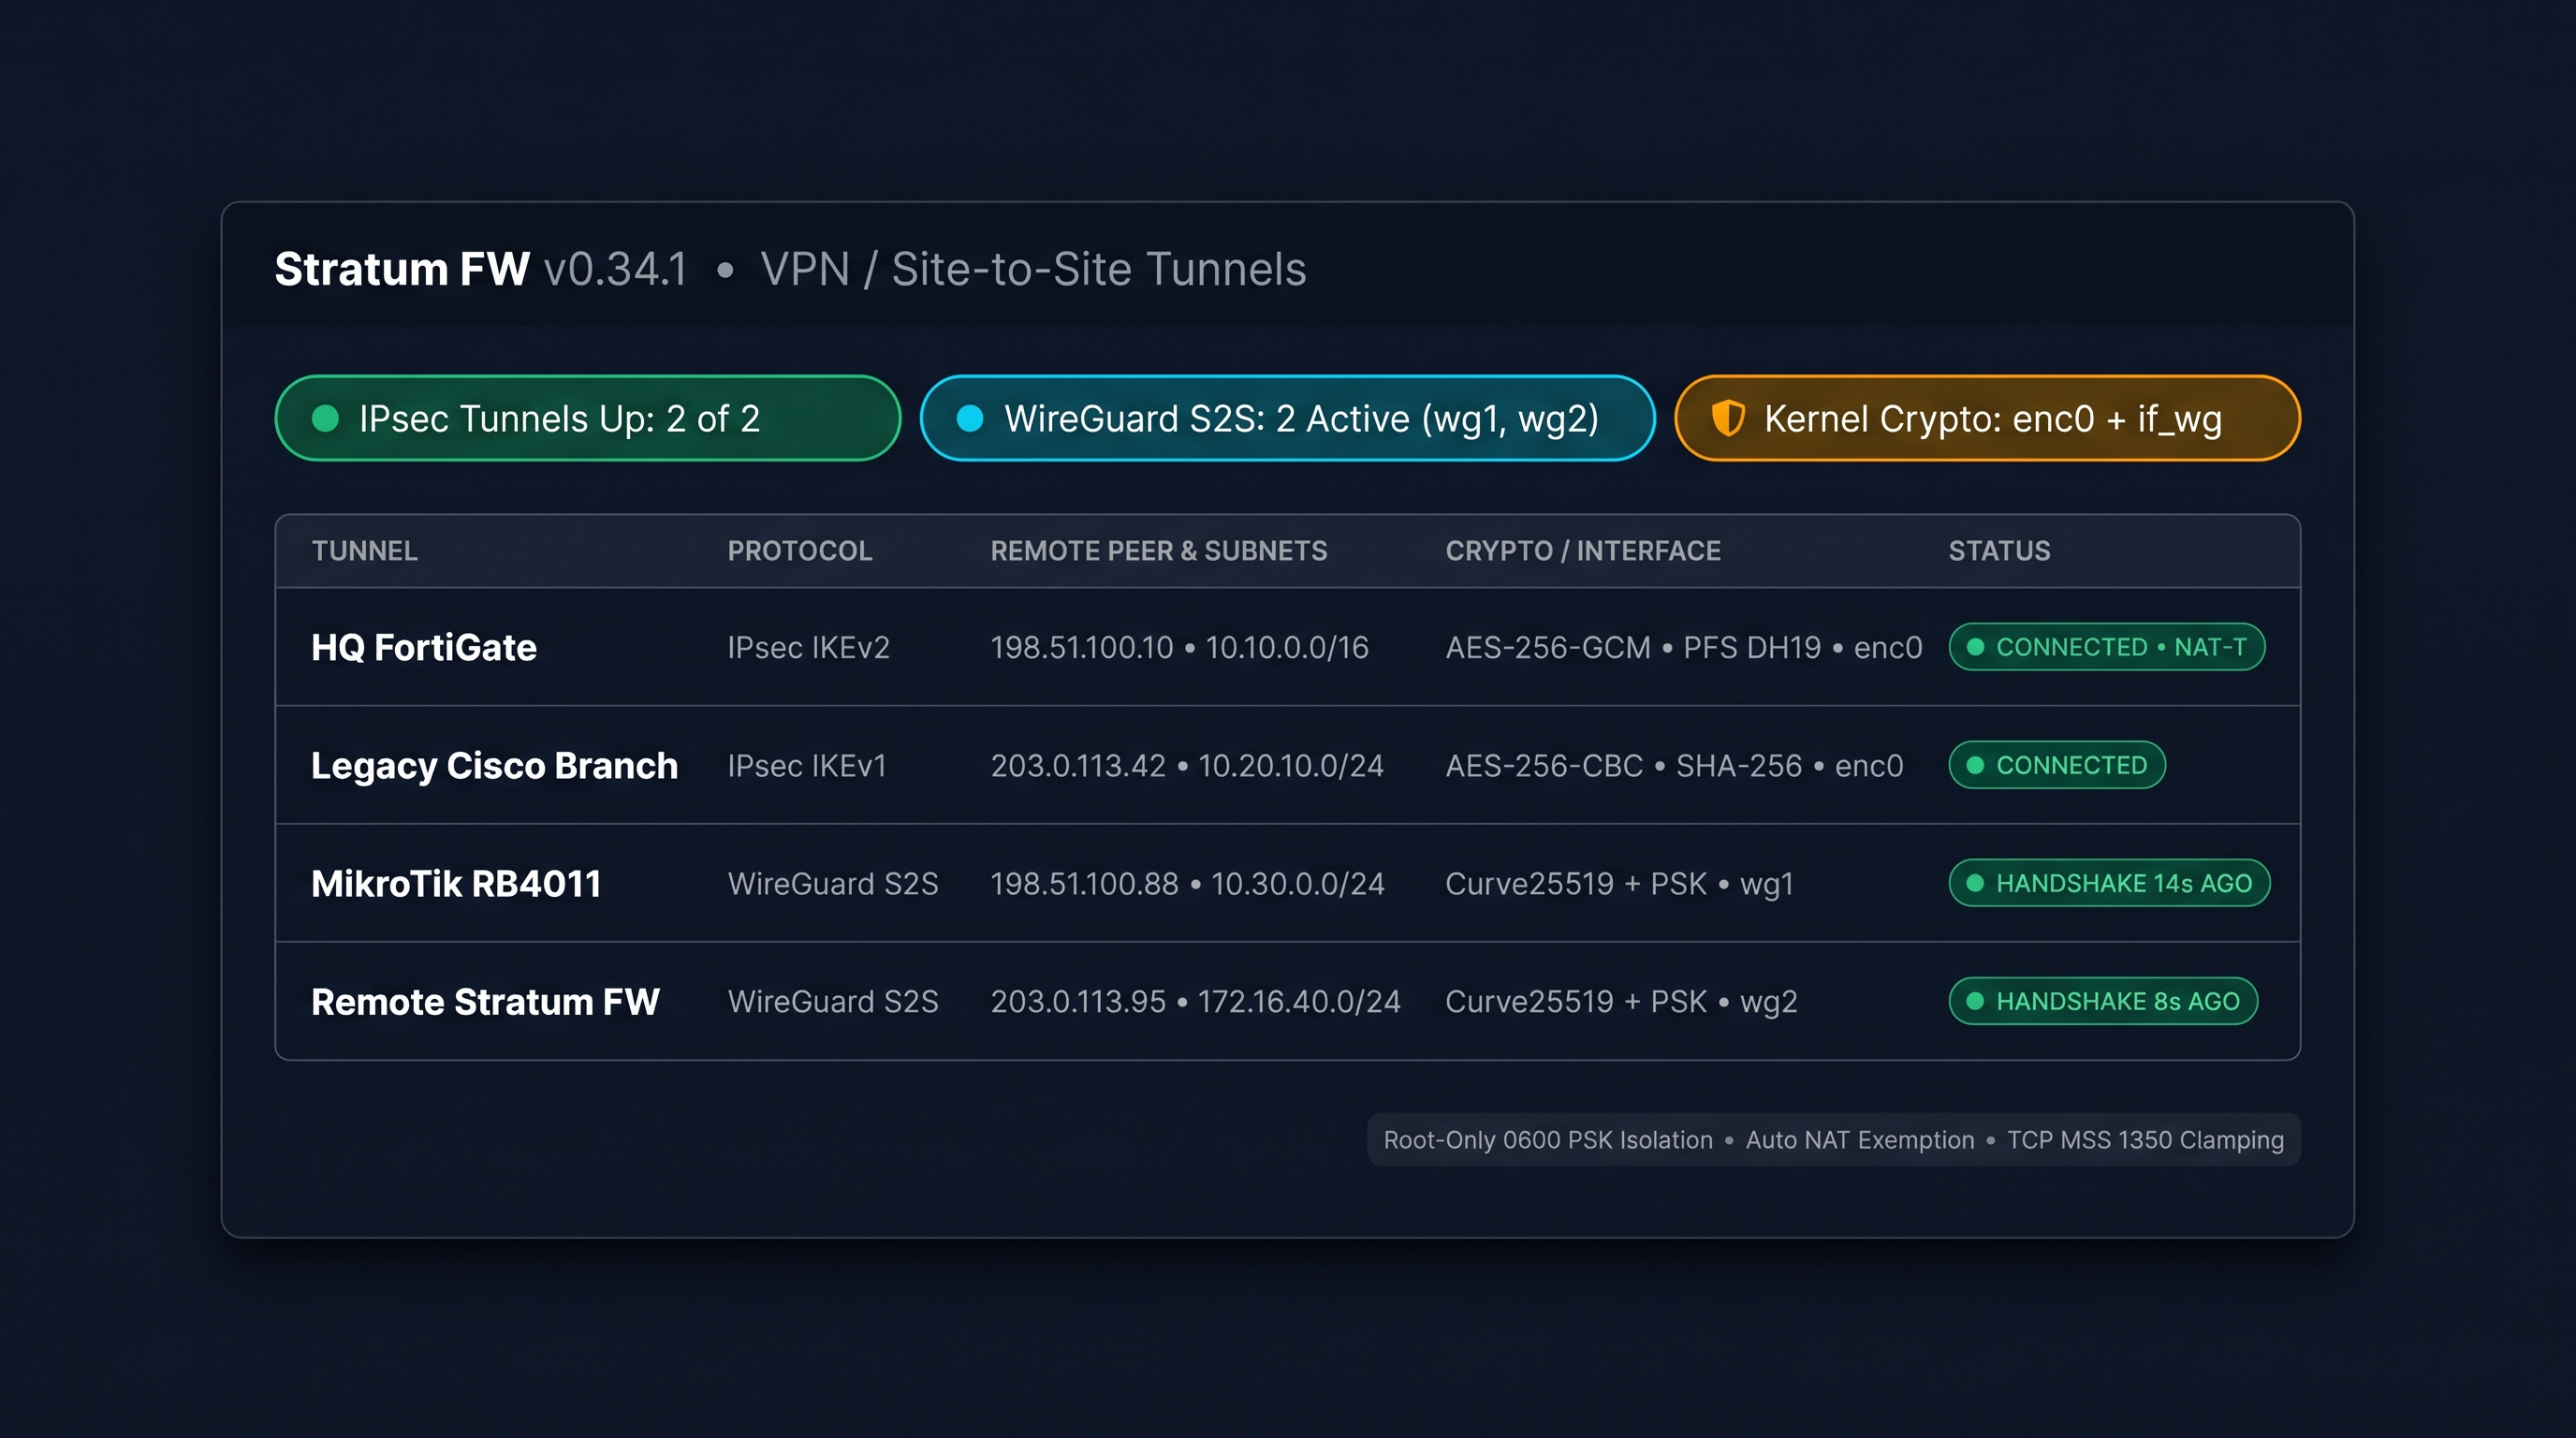 Stratum FW v0.34.1 • VPN / Site-to-Site Tunnels
IPsec Tunnels Up: 2 of 2
WireGuard S2S: 2 Active (wg1, wg2)
Kernel Crypto: enc0 + if_wg
TUNNEL PROTOCOL REMOTE PEER & SUBNETS CRYPTO / INTERFACE STATUS
HQ FortiGate IPsec IKEv2 198.51.100.10 • 10.10.0.0/16 AES-256-GCM • PFS DH19 • enc0 CONNECTED • NAT-T
Legacy Cisco Branch IPsec IKEv1 203.0.113.42 • 10.20.10.0/24 AES-256-CBC • SHA-256 • enc0 CONNECTED
MikroTik RB4011 WireGuard S2S 198.51.100.88 • 10.30.0.0/24 Curve25519 + PSK • wg1 HANDSHAKE 14s AGO
Remote Stratum FW WireGuard S2S 203.0.113.95 • 172.16.40.0/24 Curve25519 + PSK • wg2 HANDSHAKE 8s AGO
Root-Only 0600 PSK Isolation • Auto NAT Exemption • TCP MSS 1350 Clamping